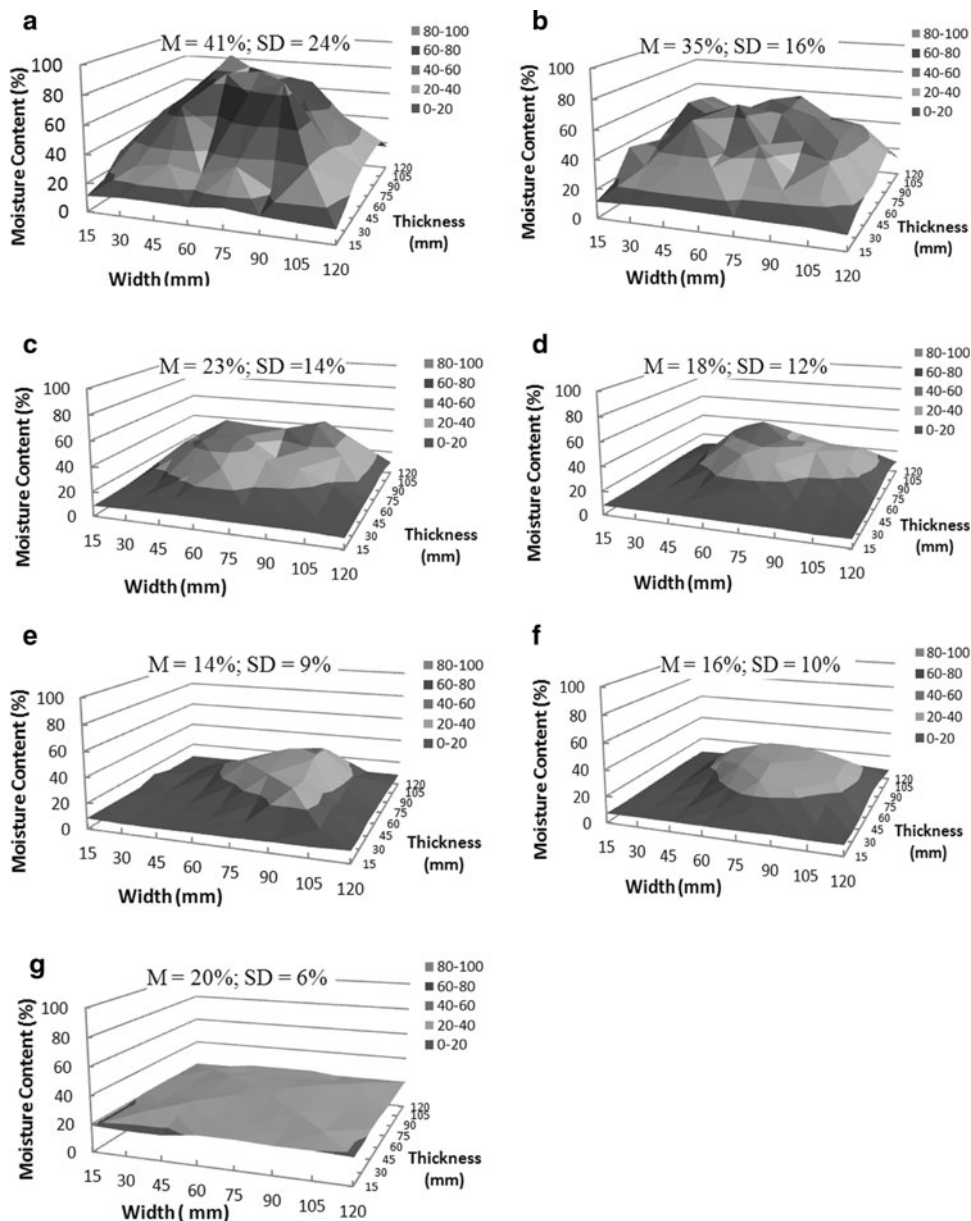 a
M = 41%; SD = 24%
80-100
60-80
40-60
20-40
0-20
Moisture Content (%)
100
80
60
40
20
0
15 30 45 60 75 90 105 120
Width (mm)
120
105
90
75
60
45
30
15
Thickness
(mm)
b
M = 35%; SD = 16%
80-100
60-80
40-60
20-40
0-20
Moisture Content (%)
100
80
60
40
20
0
15 30 45 60 75 90 105 120
Width (mm)
120
105
90
75
60
45
30
15
Thickness
(mm)
c
M = 23%; SD =14%
80-100
60-80
40-60
20-40
0-20
Moisture Content (%)
100
80
60
40
20
0
15 30 45 60 75 90 105 120
Width (mm)
120
105
90
75
60
45
30
15
Thickness
(mm)
d
M = 18%; SD = 12%
80-100
60-80
40-60
20-40
0-20
Moisture Content (%)
100
80
60
40
20
0
15 30 45 60 75 90 105 120
Width (mm)
120
105
90
75
60
45
30
15
Thickness
(mm)
e
M = 14%; SD = 9%
80-100
60-80
40-60
20-40
0-20
Moisture Content (%)
100
80
60
40
20
0
15 30 45 60 75 90 105 120
Width (mm)
120
105
90
75
60
45
30
15
Thickness
(mm)
f
M = 16%; SD = 10%
80-100
60-80
40-60
20-40
0-20
Moisture Content (%)
100
80
60
40
20
0
15 30 45 60 75 90 105 120
Width (mm)
120
105
90
75
60
45
30
15
Thickness
(mm)
g
M = 20%; SD = 6%
80-100
60-80
40-60
20-40
0-20
Moisture Content (%)
100
80
60
40
20
0
15 30 45 60 75 90 105 120
Width ( mm)
120
105
90
75
60
45
30
15
Thickness
(mm)